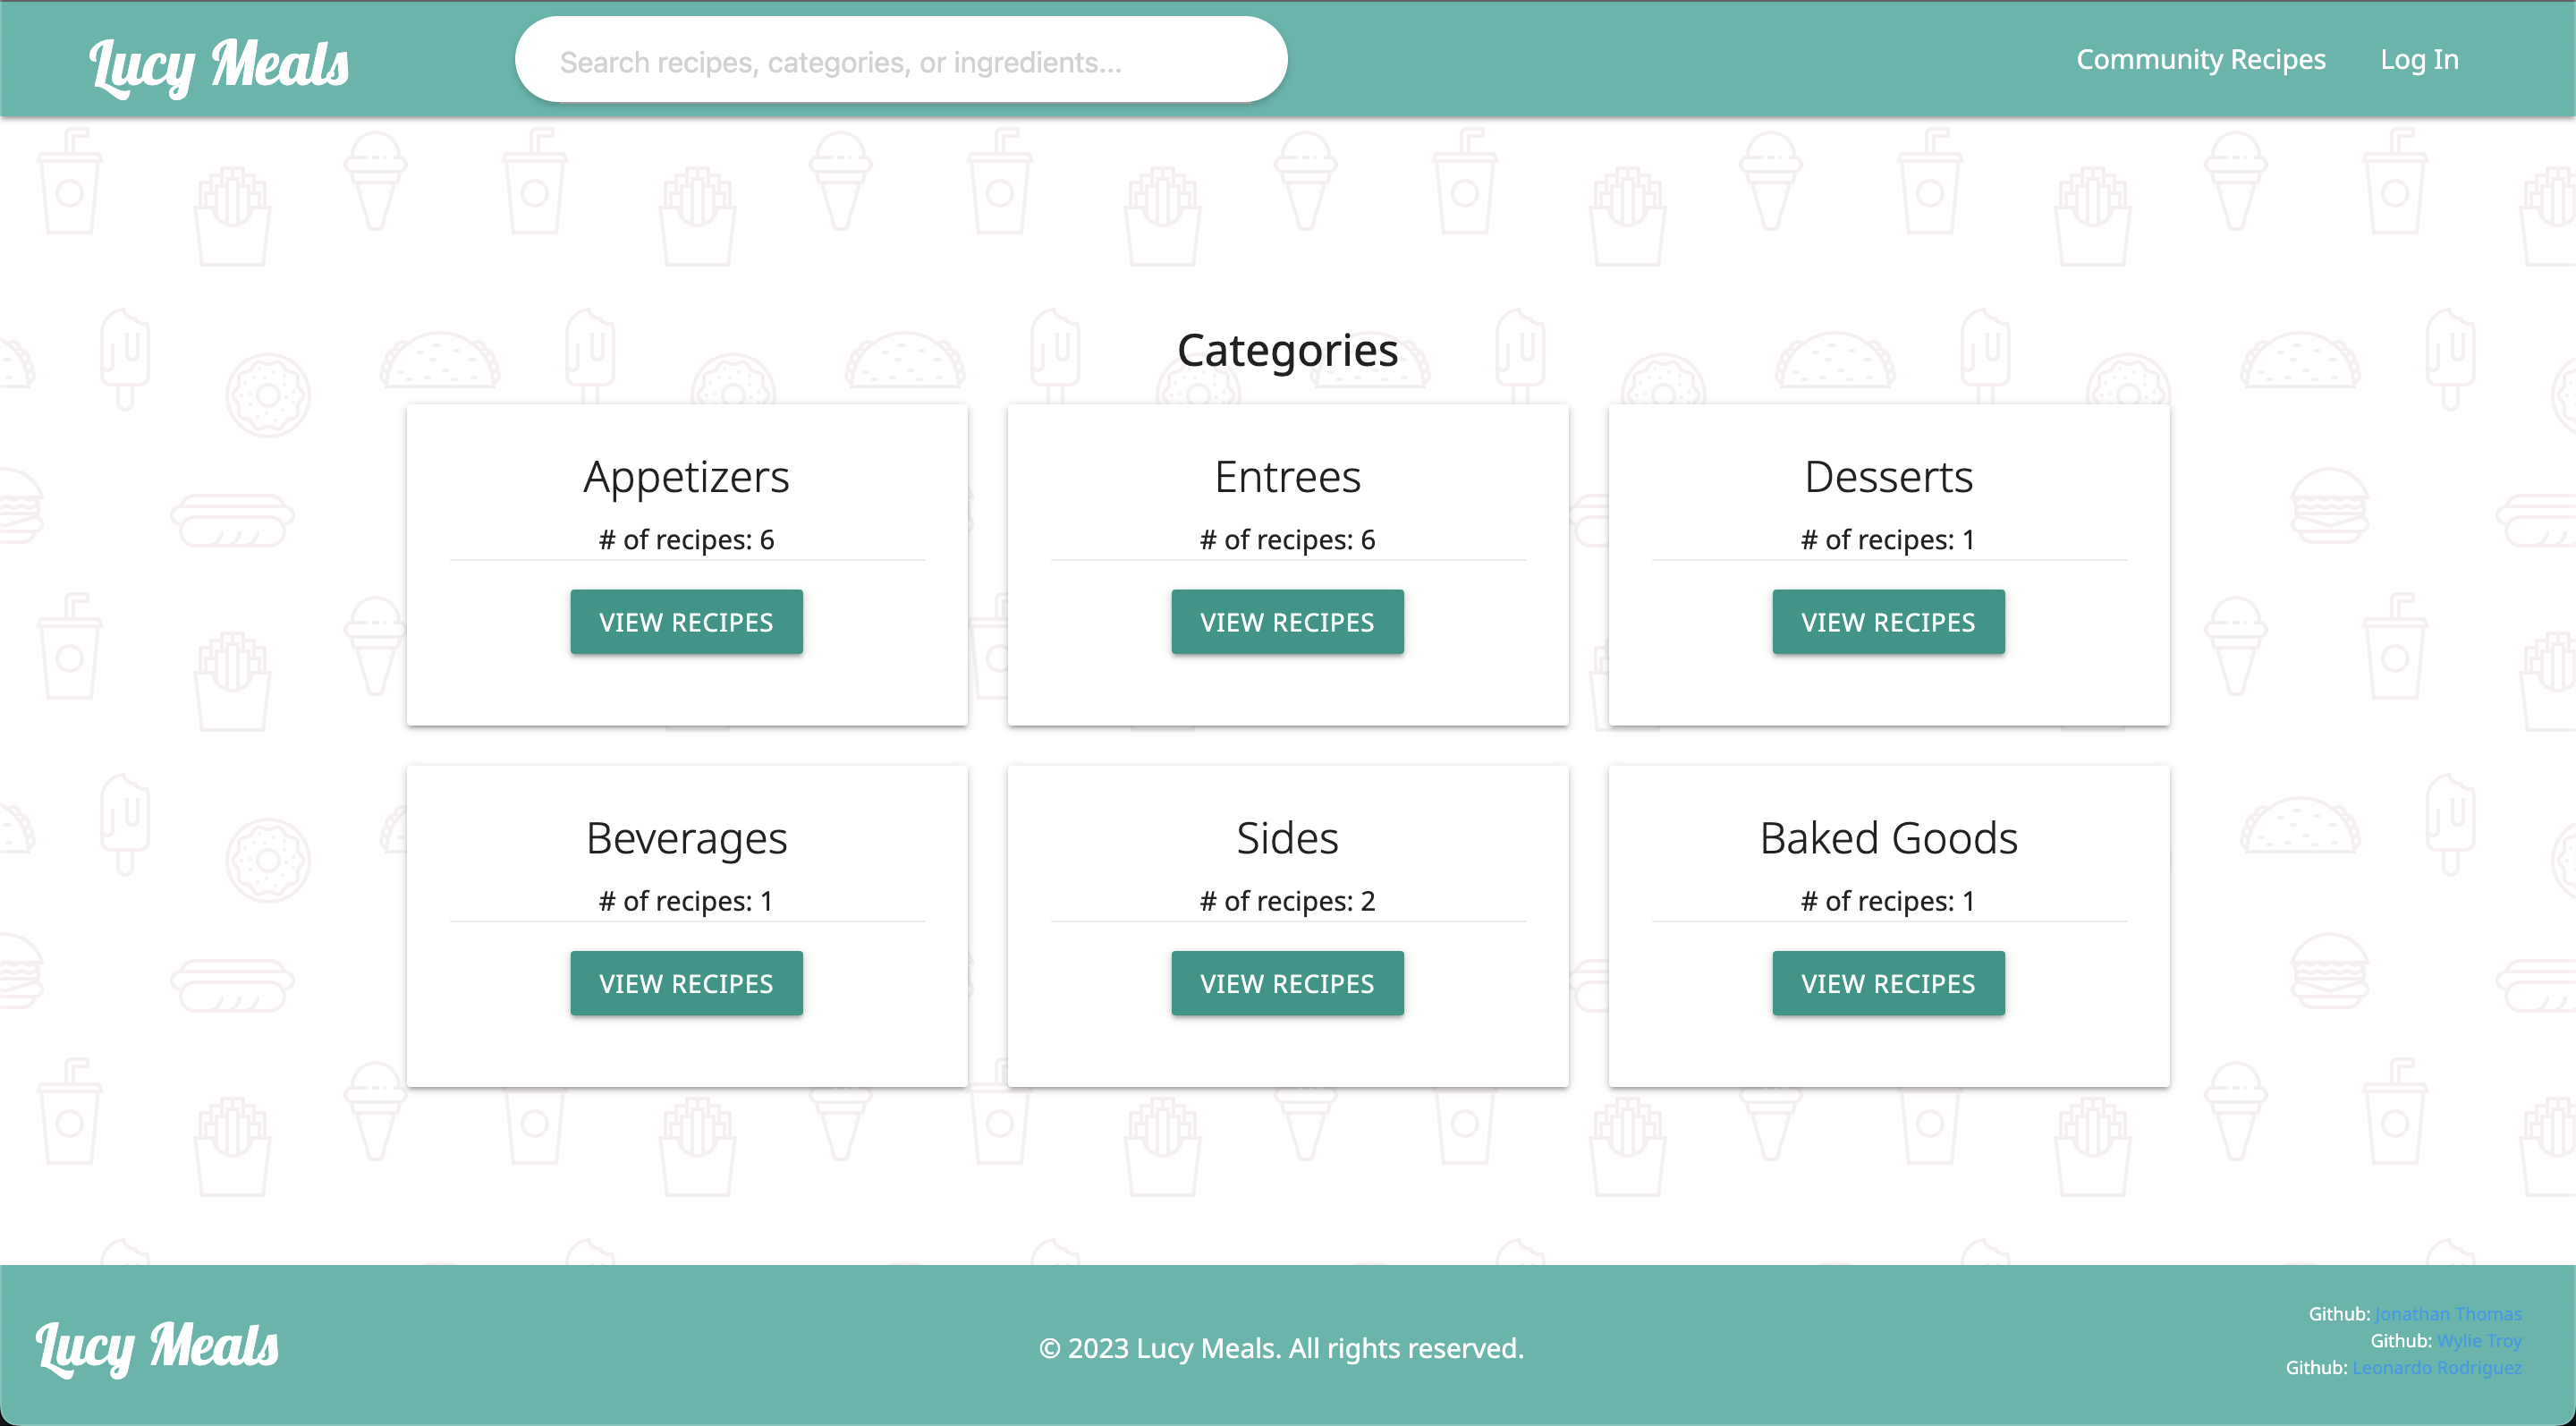 Lucy Meals
Search recipes, categories, or ingredients...
Community Recipes
Log In
Categories
Appetizers
# of recipes: 6
VIEW RECIPES
Entrees
# of recipes: 6
VIEW RECIPES
Desserts
# of recipes: 1
VIEW RECIPES
Beverages
# of recipes: 1
VIEW RECIPES
Sides
# of recipes: 2
VIEW RECIPES
Baked Goods
# of recipes: 1
VIEW RECIPES
Lucy Meals
© 2023 Lucy Meals. All rights reserved.
Github: Jonathan Thomas
Github: Wylie Troy
Github: Leonardo Rodriguez